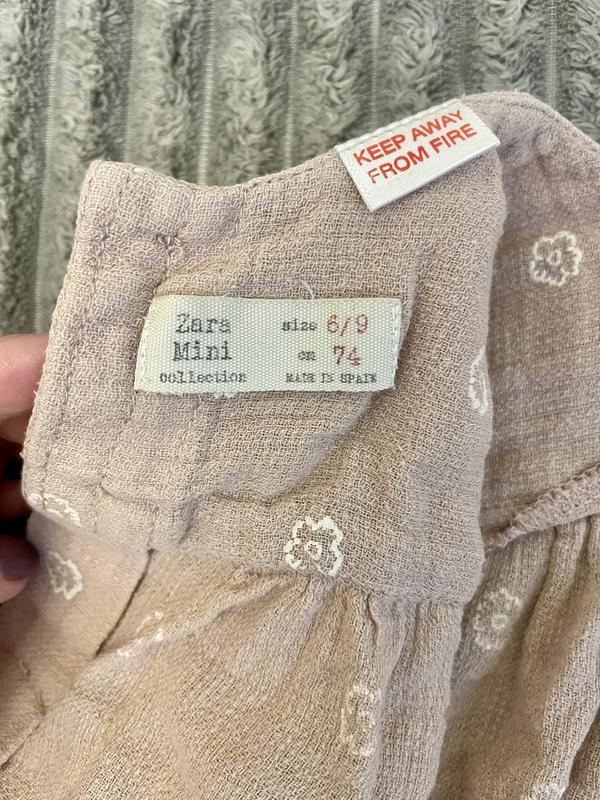 KEEP AWAY
FROM FIRE
Zara
Mini
collection
size 6/9
cm 74
MADE IN SPAIN